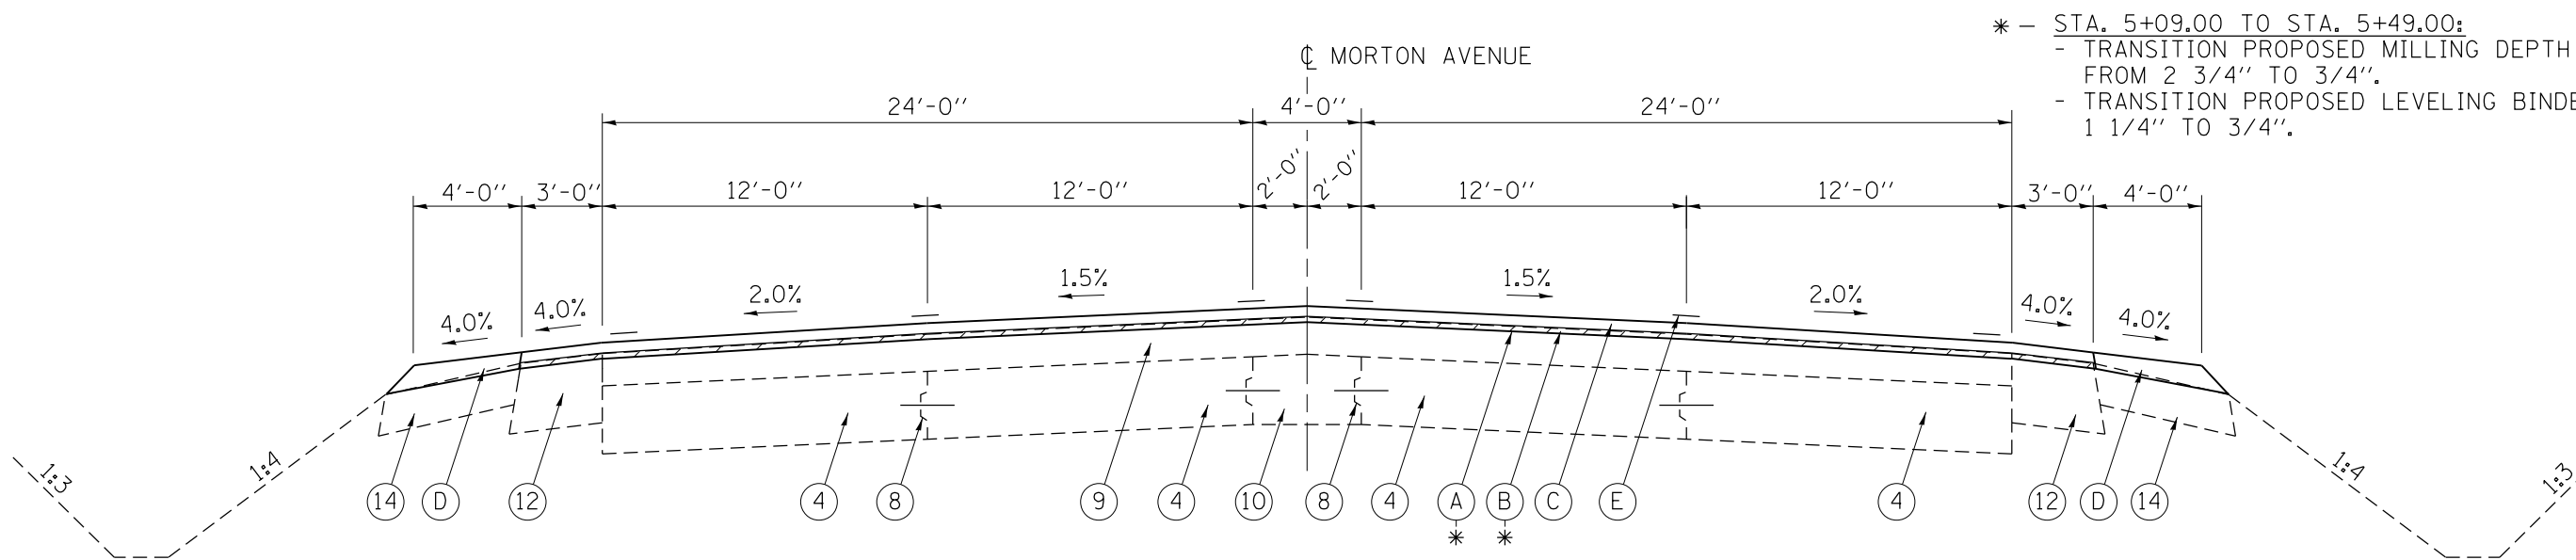 * - STA. 5+09.00 TO STA. 5+49.00:
- TRANSITION PROPOSED MILLING DEPTH
FROM 2 3/4'' TO 3/4''.
- TRANSITION PROPOSED LEVELING
1 1/4'' TO 3/4''.
℄ MORTON AVENUE
24'-0'' 4'-0'' 24'-0''
4'-0'' 3'-0'' 12'-0'' 12'-0'' 2'-0'' 2'-0'' 12'-0'' 12'-0'' 3'-0'' 4'-0''
4.0% 4.0% 2.0% 1.5% 1.5% 2.0% 4.0% 4.0%
1:3 1:4 1:4 1:3
14 D 12 4 8 9 4 10 8 4 A B C E 4 12 D 14
* *